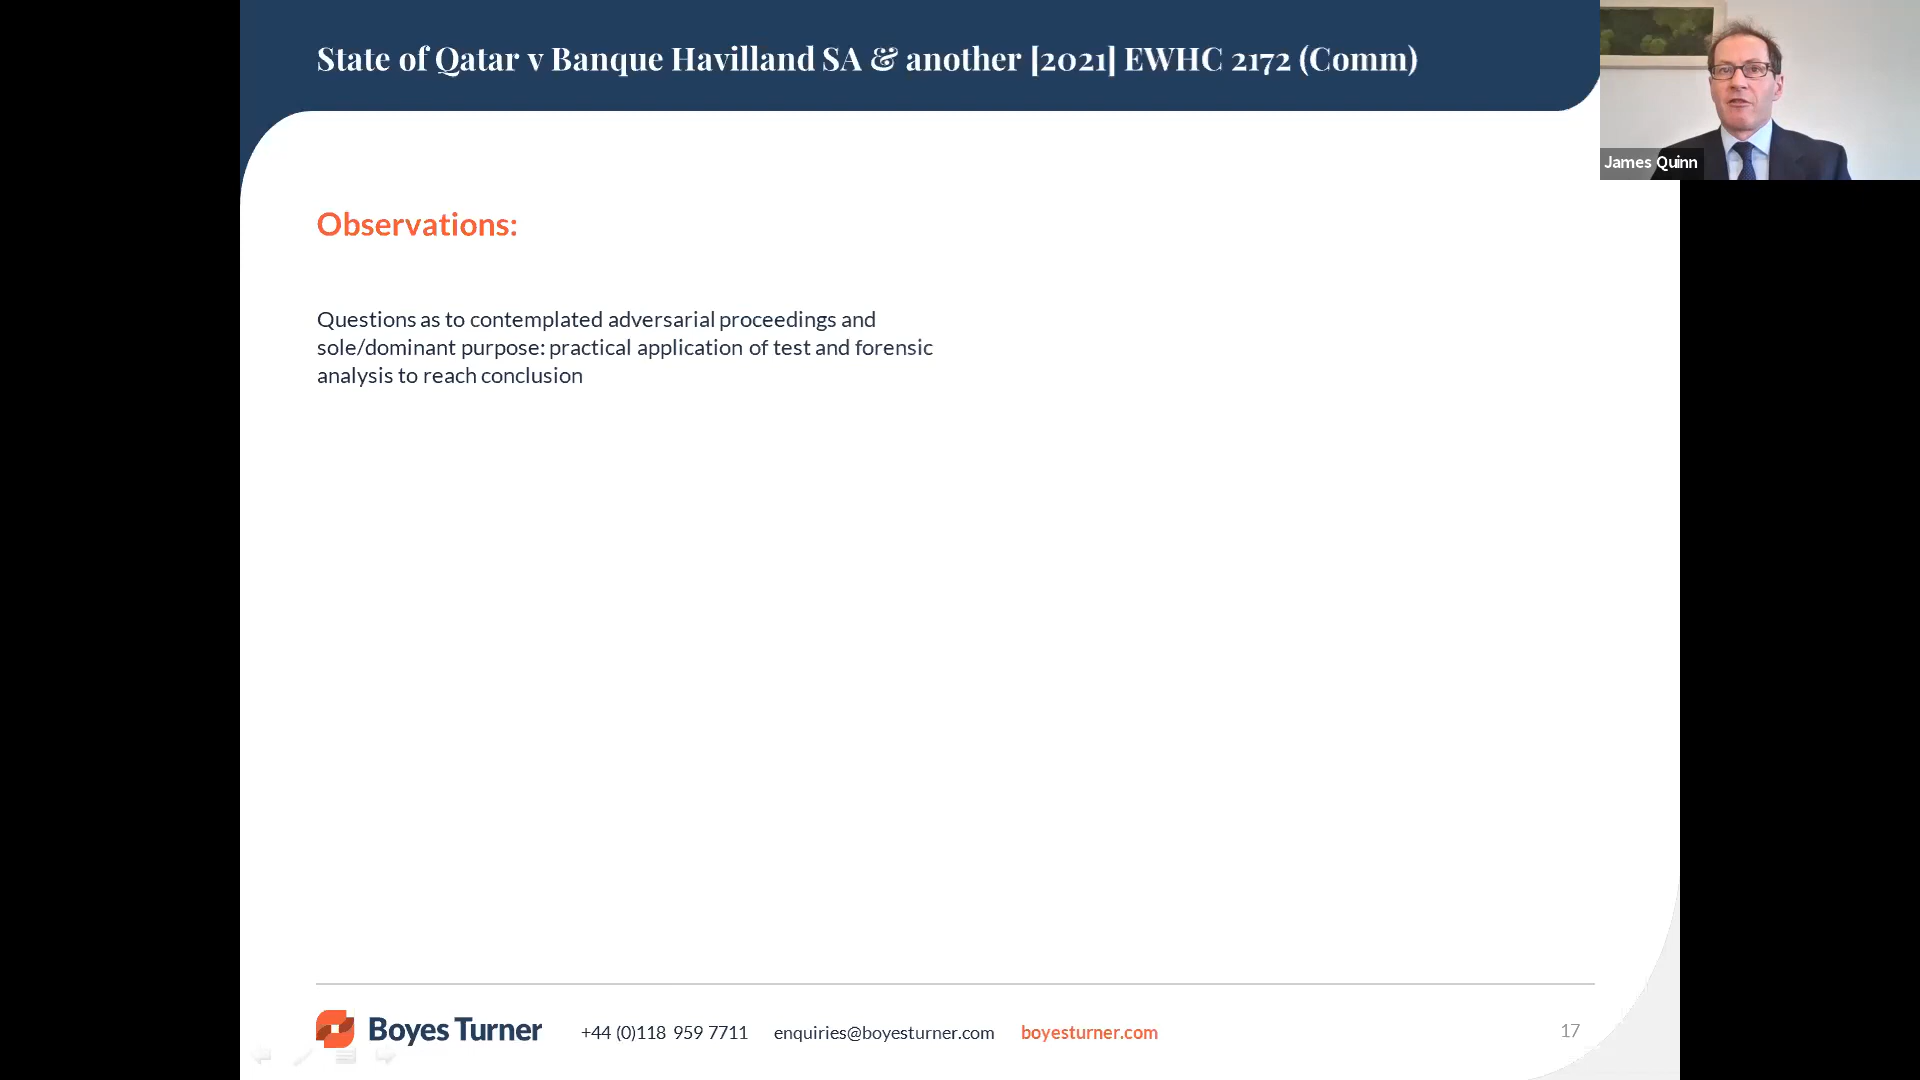 State of Qatar v Banque Havilland SA & another [2021] EWHC 2172 (Comm)
James Quinn
Observations:
Questions as to contemplated adversarial proceedings and
sole/dominant purpose: practical application of test and forensic
analysis to reach conclusion
Boyes Turner +44 (0)118 959 7711 enquiries@boyesturner.com boyesturner.com 17